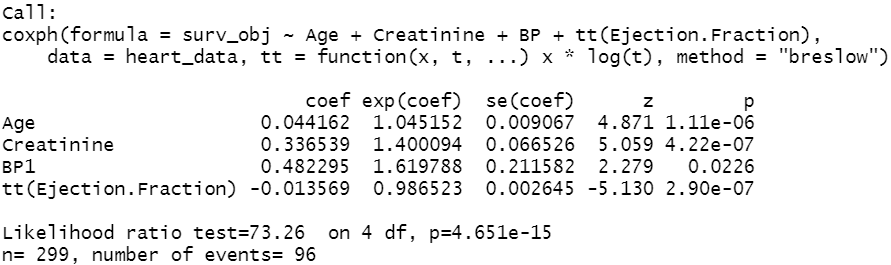 Call:
coxph(formula = surv_obj ~ Age + Creatinine + BP + tt(Ejection.Fraction),
    data = heart_data, tt = function(x, t, ...) x * log(t), method = "breslow")

                            coef exp(coef)  se(coef)      z        p
Age                     0.044162  1.045152  0.009067  4.871 1.11e-06
Creatinine              0.336539  1.400094  0.066526  5.059 4.22e-07
BP1                     0.482295  1.619788  0.211582  2.279   0.0226
tt(Ejection.Fraction) -0.013569  0.986523  0.002645 -5.130 2.90e-07

Likelihood ratio test=73.26  on 4 df, p=4.651e-15
n= 299, number of events= 96